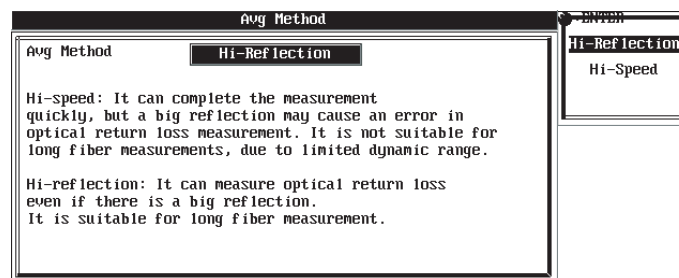 Avg Method
Avg Method Hi-Reflection
Hi-speed: It can complete the measurement
quickly, but a big reflection may cause an error in
optical return loss measurement. It is not suitable for
long fiber measurements, due to limited dynamic range.
Hi-reflection: It can measure optical return loss
even if there is a big reflection.
It is suitable for long fiber measurement.
ENTER
Hi-Reflection
Hi-Speed